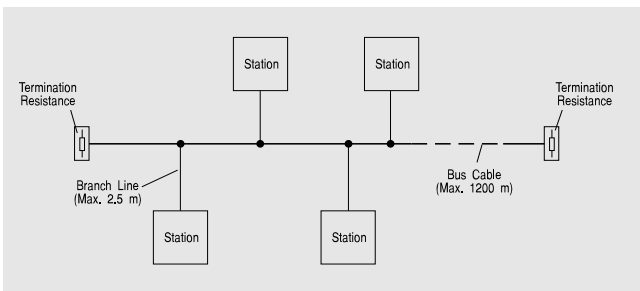 Station
Station
Termination
Resistance
Termination
Resistance
Branch Line
(Max. 2.5 m)
Bus Cable
(Max. 1200 m)
Station
Station